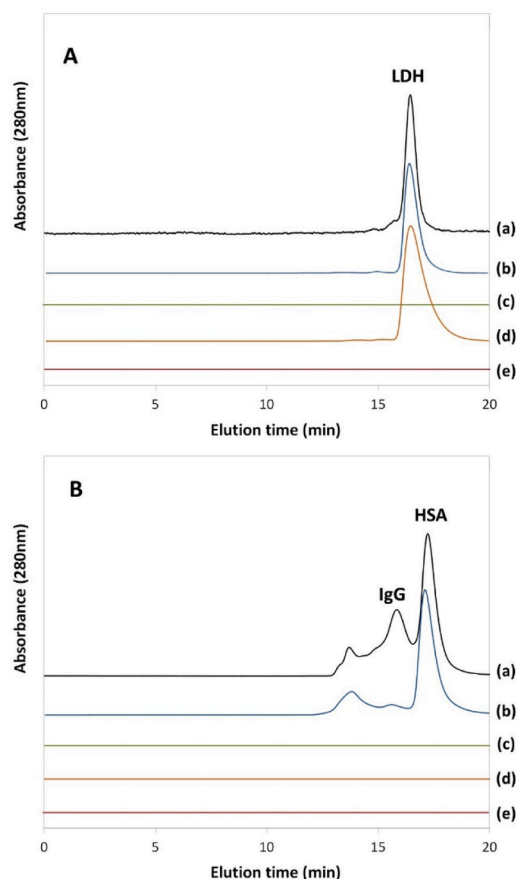 A
LDH
Absorbance (280nm)
(a)
(b)
(c)
(d)
(e)
0 5 10 15 20
Elution time (min)
B
HSA
IgG
Absorbance (280nm)
(a)
(b)
(c)
(d)
(e)
0 5 10 15 20
Elution time (min)